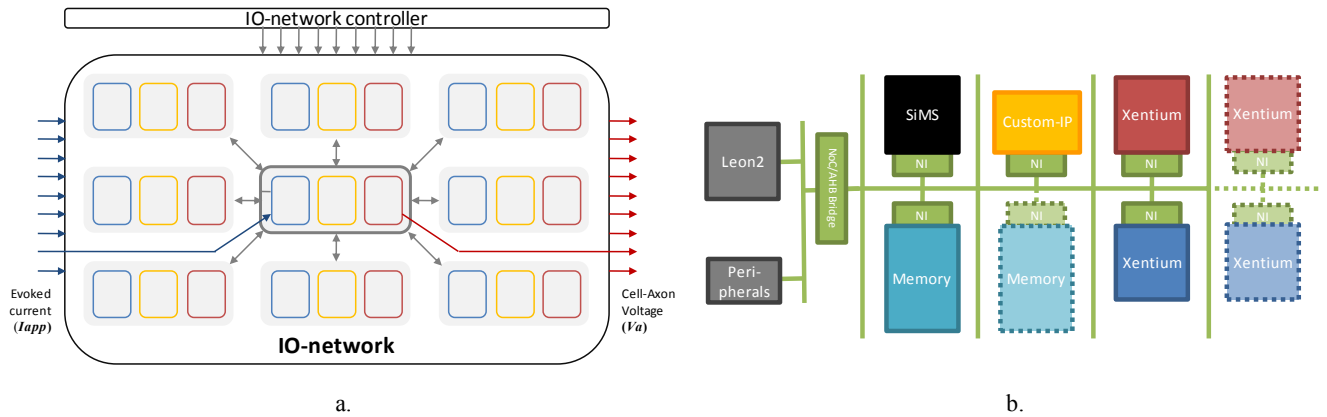 IO-network controller
Evoked
current
(Iapp)
Cell-Axon
Voltage
(Va)
IO-network
a.
Leon2
Peri-
pherals
NoC/AHB Bridge
SiMS
NI
Custom-IP
NI
Xentium
NI
Xentium
NI
NI
Memory
NI
Memory
NI
Xentium
NI
Xentium
b.